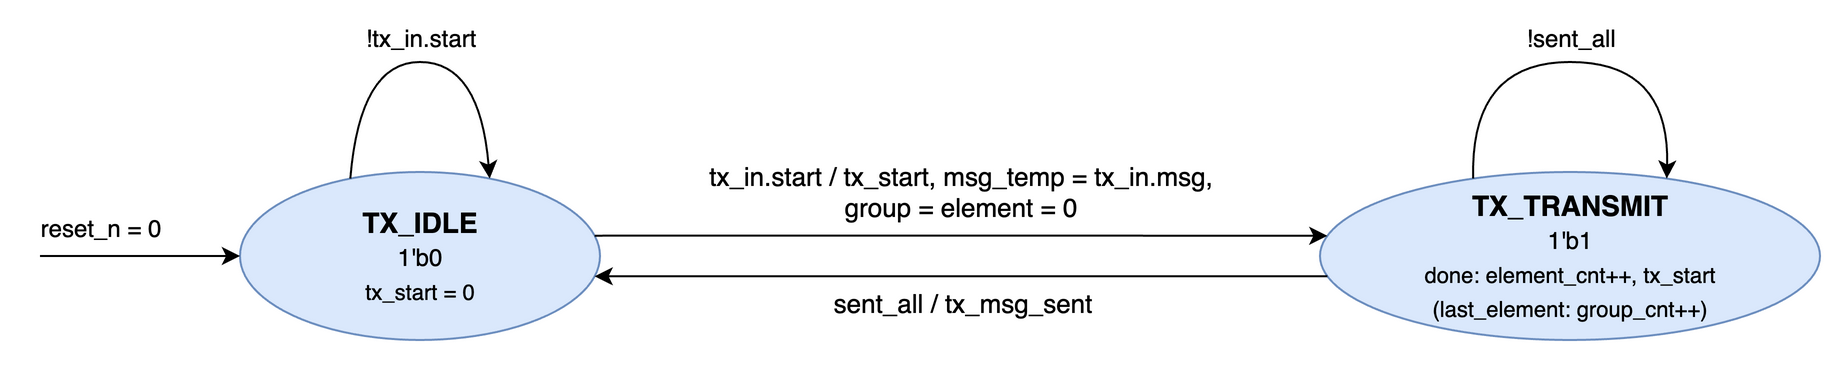 !tx_in.start
!sent_all
tx_in.start / tx_start, msg_temp = tx_in.msg,
group = element = 0
reset_n = 0
TX_IDLE
1'b0
tx_start = 0
TX_TRANSMIT
1'b1
done: element_cnt++, tx_start
(last_element: group_cnt++)
sent_all / tx_msg_sent